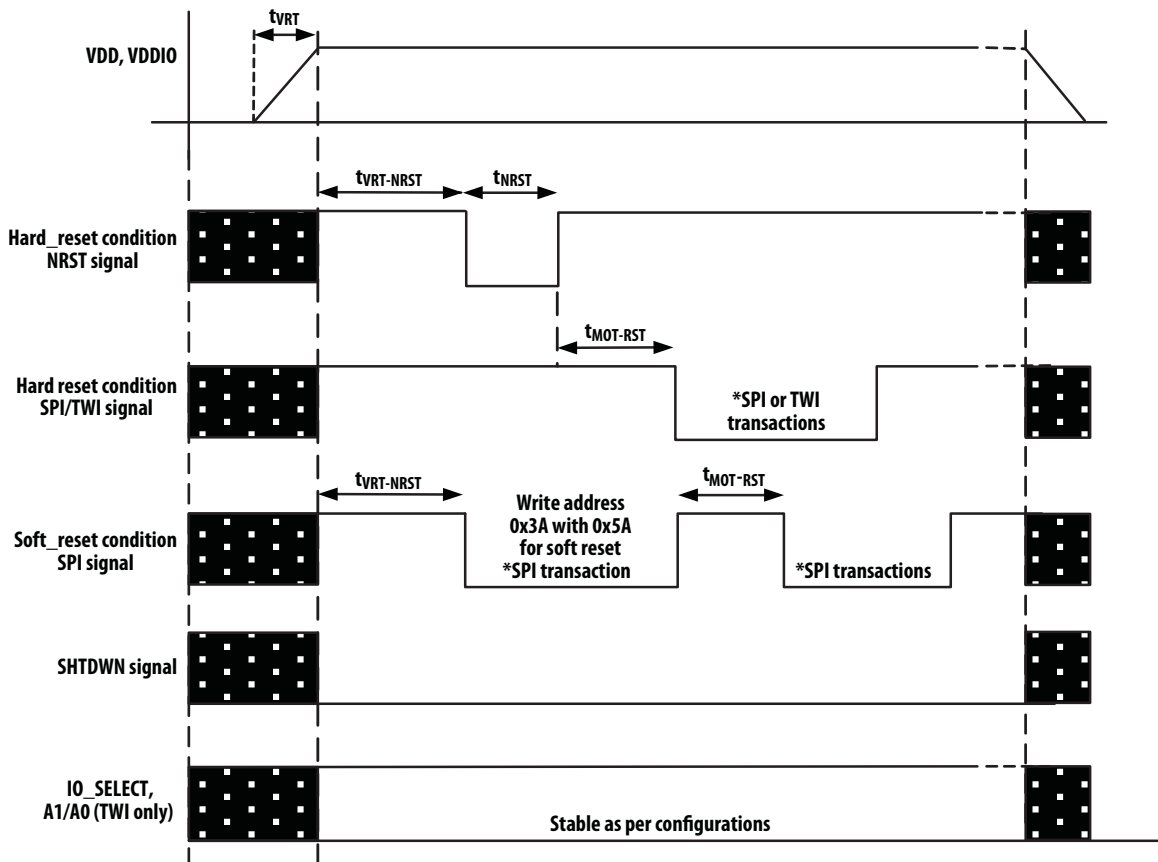 tVRT
VDD, VDDIO
tVRT-NRST
tNRST
Hard_reset condition
NRST signal
tMOT-RST
Hard reset condition
SPI/TWI signal
*SPI or TWI
transactions
tVRT-NRST
tMOT-RST
Write address
0x3A with 0x5A
for soft reset
*SPI transaction
Soft_reset condition
SPI signal
*SPI transactions
SHTDWN signal
IO_SELECT,
A1/A0 (TWI only)
Stable as per configurations